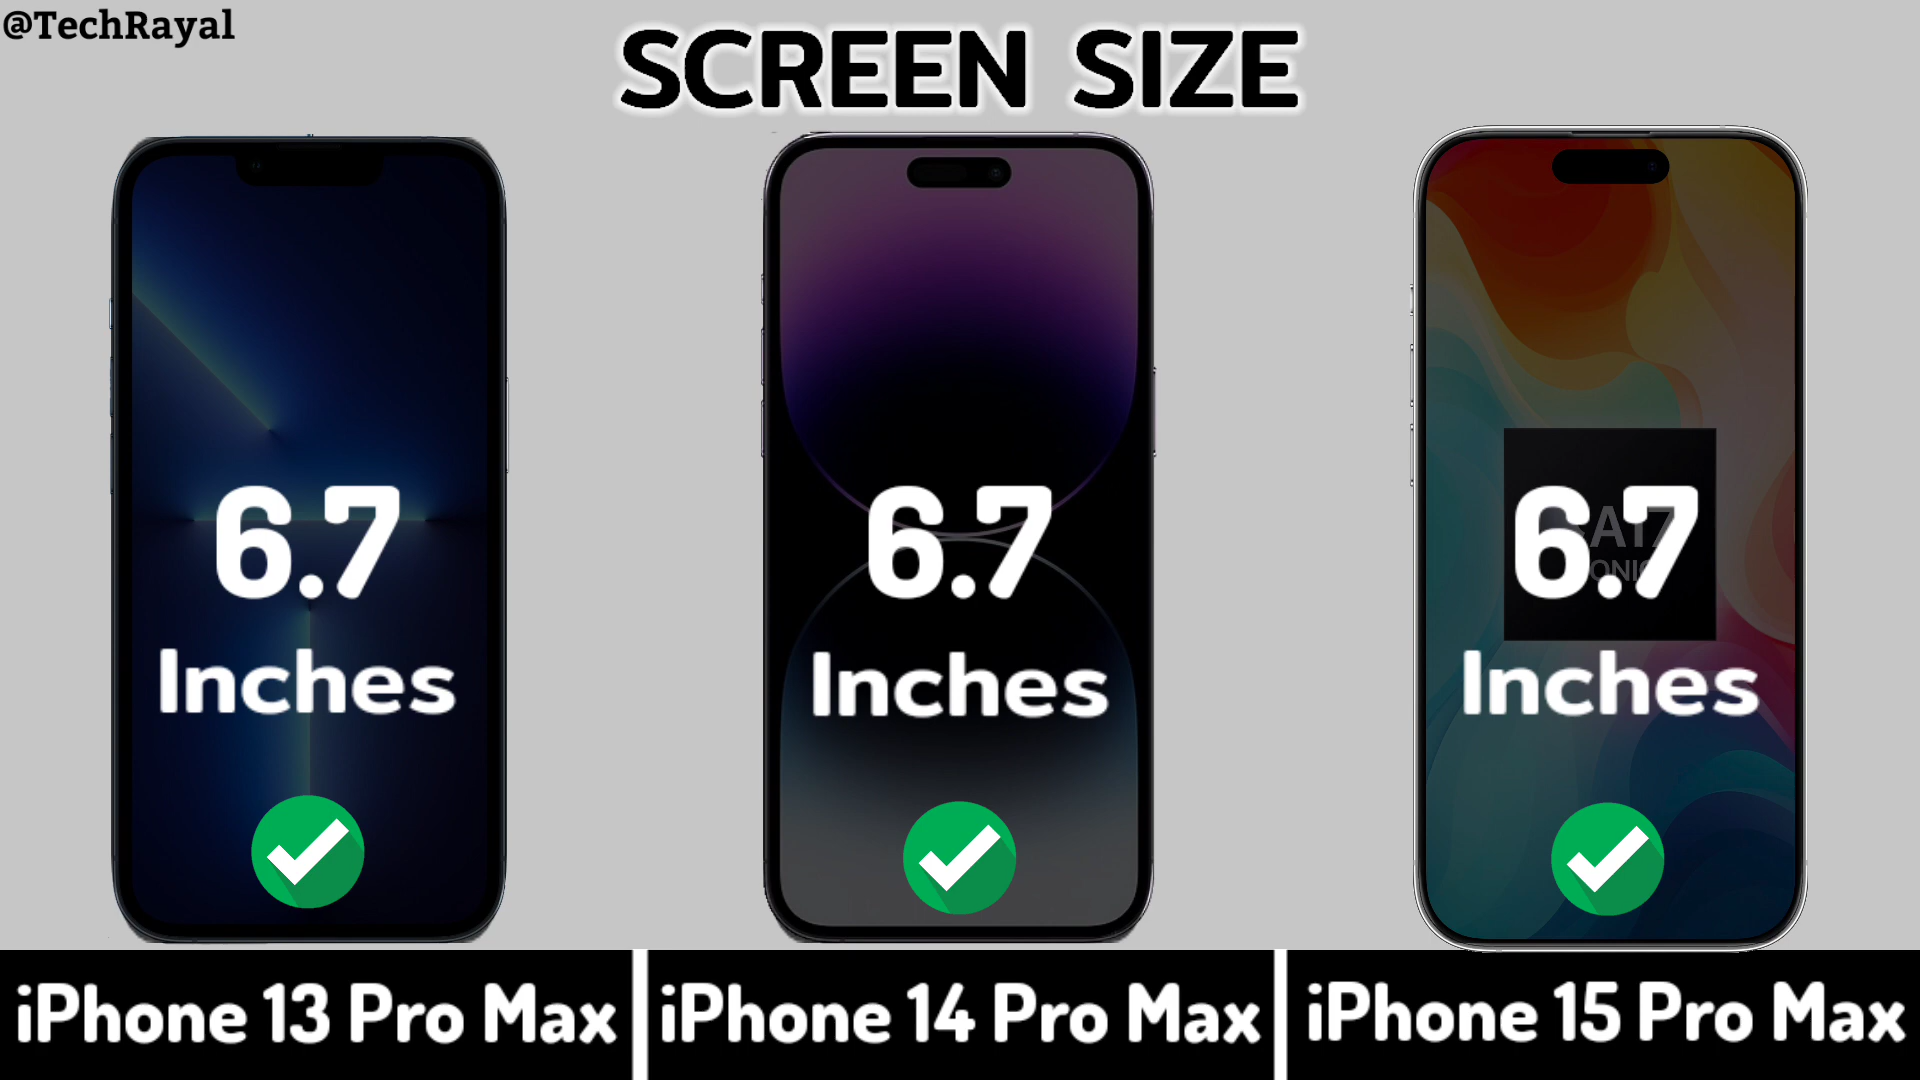 @TechRayal
SCREEN SIZE
6.7
Inches
6.7
Inches
6.7
Inches
iPhone 13 Pro Max
iPhone 14 Pro Max
iPhone 15 Pro Max